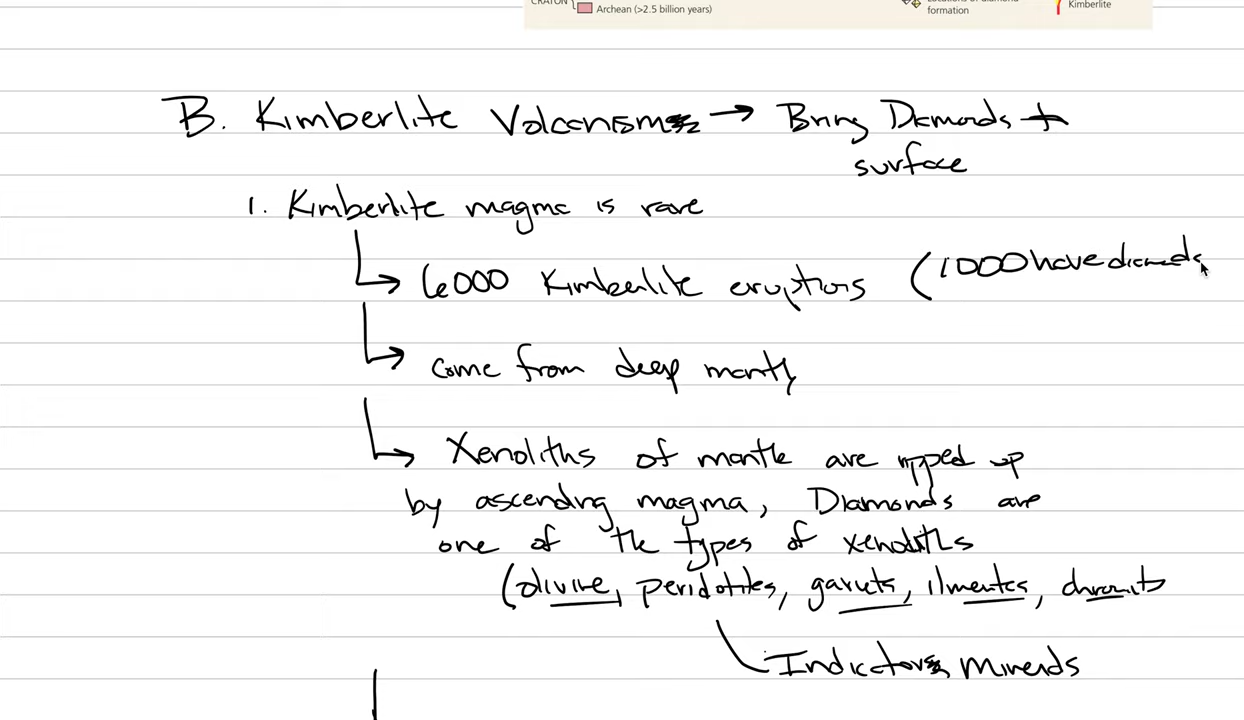 CRATON
Archean (>2.5 billion years)
formation
Kimberlite
B. Kimberlite Volcanism → Bring Diamonds to
surface
1. Kimberlite magma is rare
→ 6000 Kimberlite eruptions (1000 have diamonds
→ come from deep mantle
→ Xenoliths of mantle are ripped up
by ascending magma, Diamonds are
one of the types of xenoliths
(olivine, peridotites, garnets, ilmenites, chromites
Indicator minerals